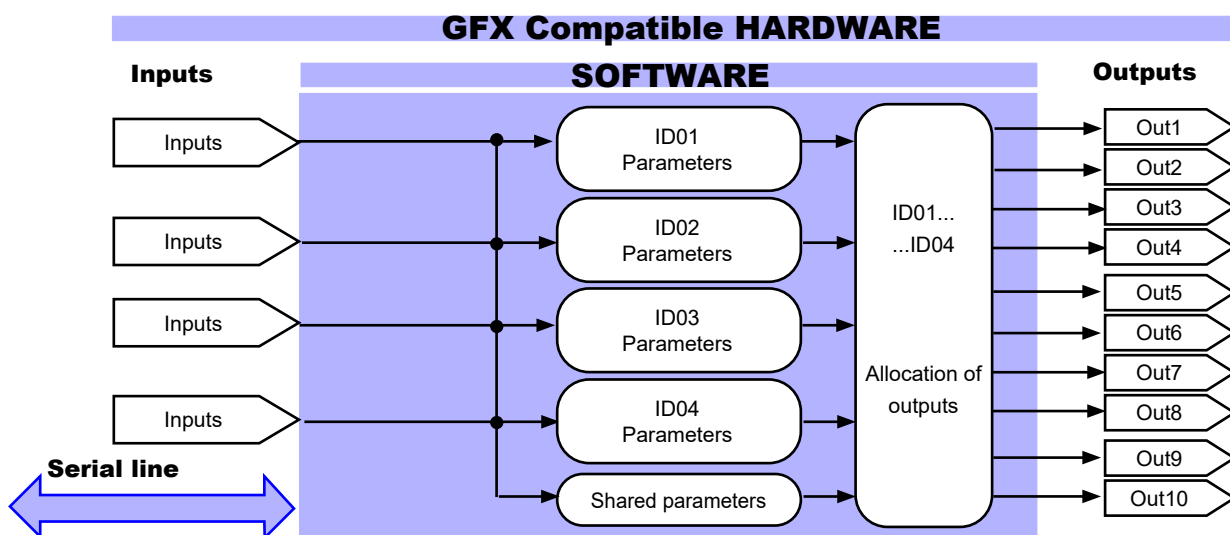 GFX Compatible HARDWARE
Inputs
SOFTWARE
Outputs
Inputs
ID01
Parameters
Out1
Out2
Inputs
ID02
Parameters
ID01...
...ID04
Out3
Out4
Inputs
ID03
Parameters
Out5
Out6
Inputs
ID04
Parameters
Allocation of
outputs
Out7
Out8
Serial line
Shared parameters
Out9
Out10